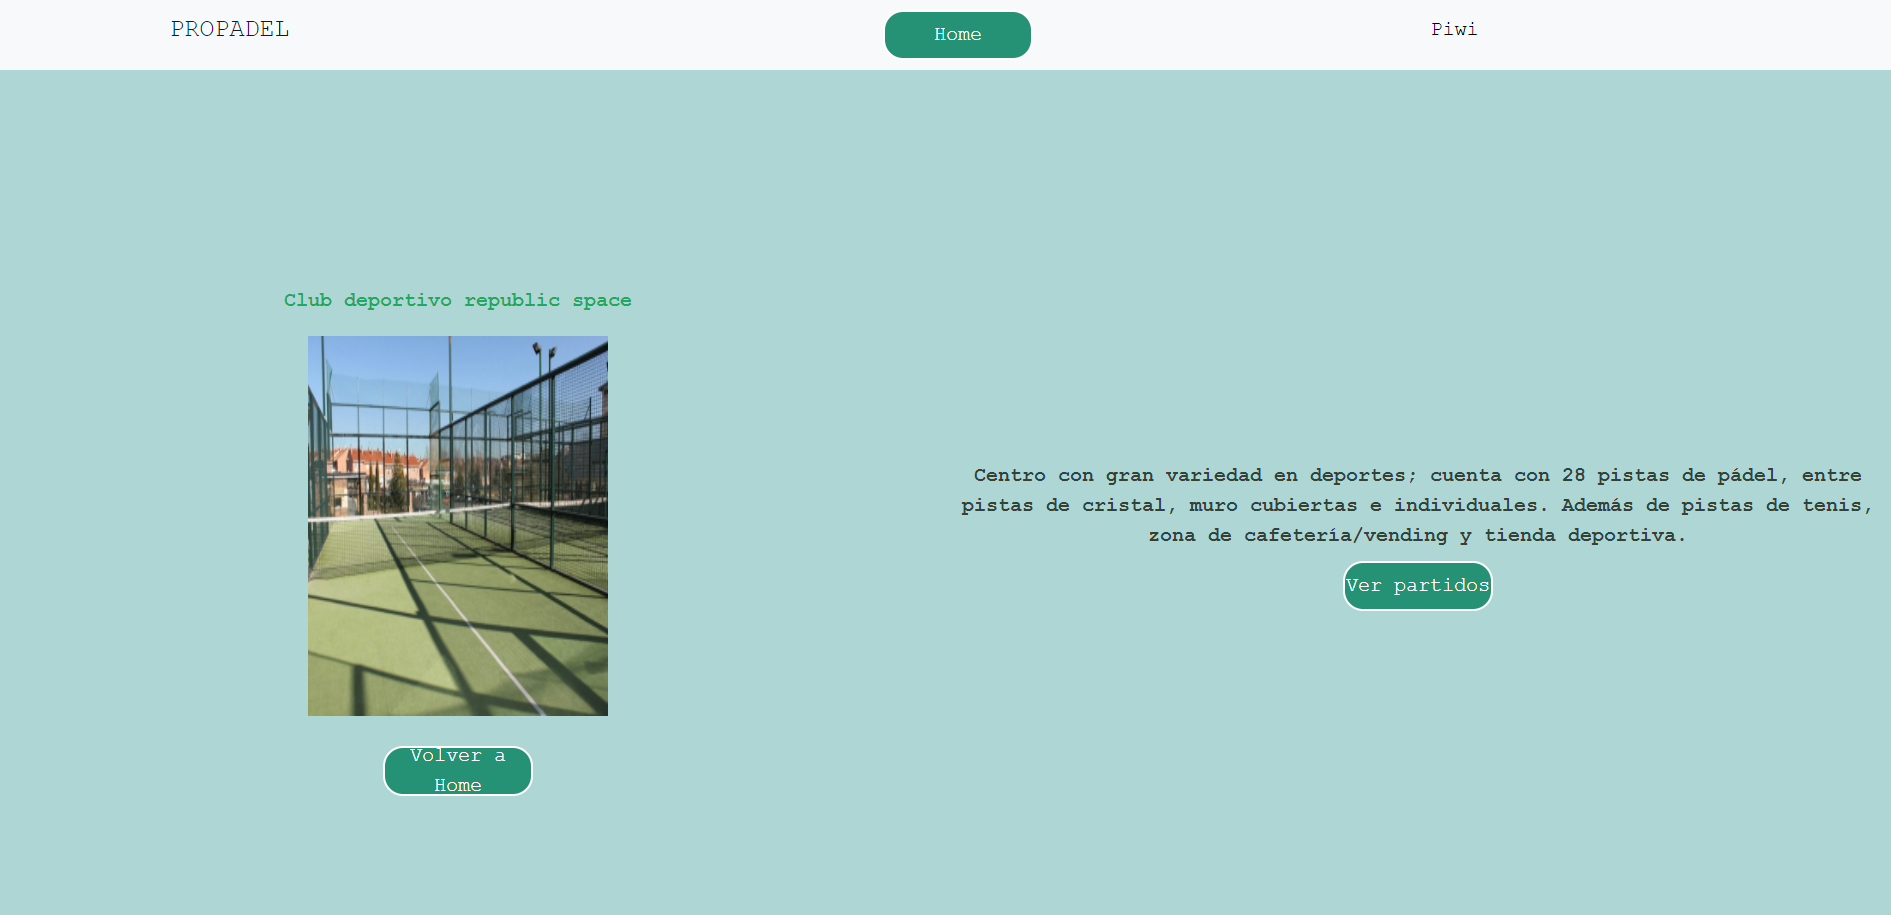 PROPADEL
Home
Piwi
Club deportivo republic space
Centro con gran variedad en deportes; cuenta con 28 pistas de pádel, entre
pistas de cristal, muro cubiertas e individuales. Además de pistas de tenis,
zona de cafetería/vending y tienda deportiva.
Ver partidos
Volver a
Home